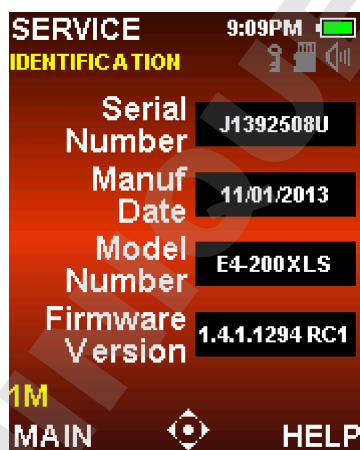 SERVICE 9:09PM
IDENTIFICATION
Serial
Number J1392508U
Manuf
Date 11/01/2013
Model
Number E4-200XLS
Firmware
Version 1.4.1.1294 RC1
1M
MAIN HELP